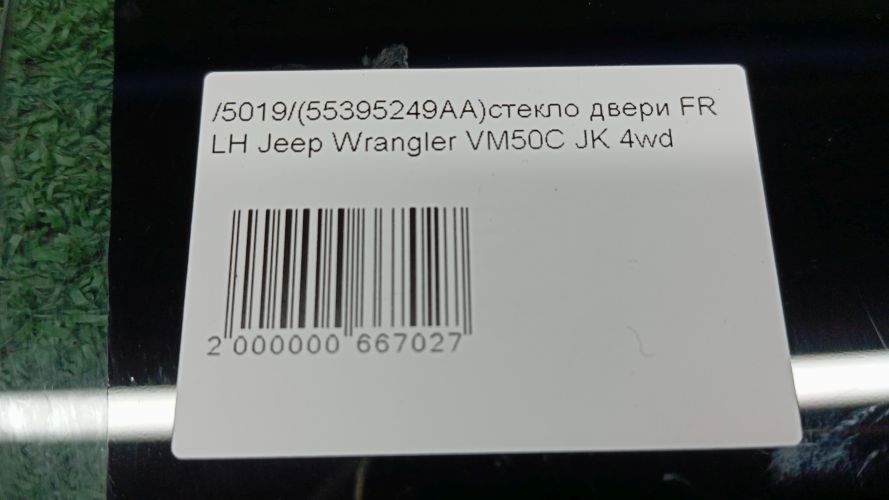 /5019/(55395249AA)стекло двери FR
LH Jeep Wrangler VM50C JK 4wd
2 000000 667027